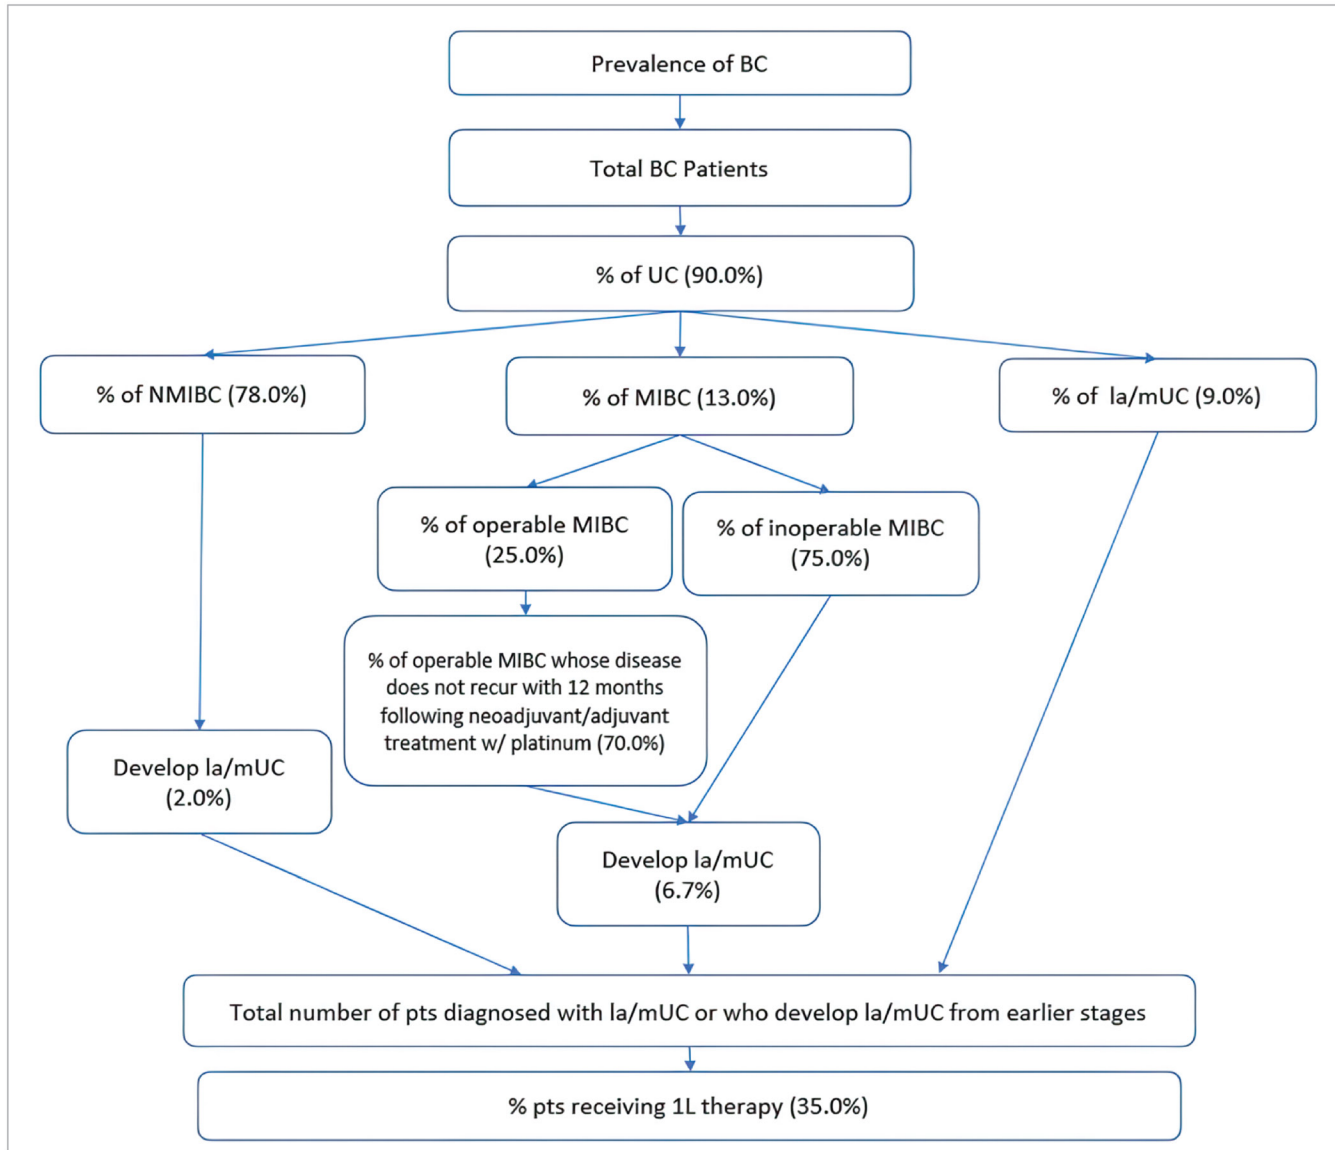 Prevalence of BC
Total BC Patients
% of UC (90.0%)
% of NMIBC (78.0%)
% of MIBC (13.0%)
% of la/mUC (9.0%)
% of operable MIBC
(25.0%)
% of inoperable MIBC
(75.0%)
% of operable MIBC whose disease
does not recur with 12 months
following neoadjuvant/adjuvant
treatment w/ platinum (70.0%)
Develop la/mUC
(2.0%)
Develop la/mUC
(6.7%)
Total number of pts diagnosed with la/mUC or who develop la/mUC from earlier stages
% pts receiving 1L therapy (35.0%)